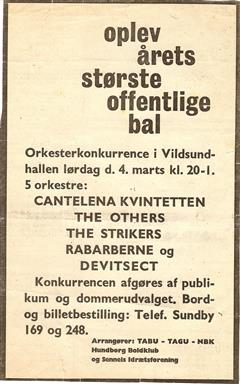 oplev
årets
største
offentlige
bal
Orkesterkonkurrence i Vildsund-
hallen lørdag d. 4. marts kl. 20-1.
5 orkestre:
CANTELENA KVINTETTEN
THE OTHERS
THE STRIKERS
RABARBERNE og
DEVITSECT
Konkurrencen afgøres af publi-
kum og dommerudvalget. Bord-
og billetbestilling: Telef. Sundby
169 og 248.
Arrangører: TABU - TAGU - NBK
Hundborg Boldklub
og Sennels Idrætsforening